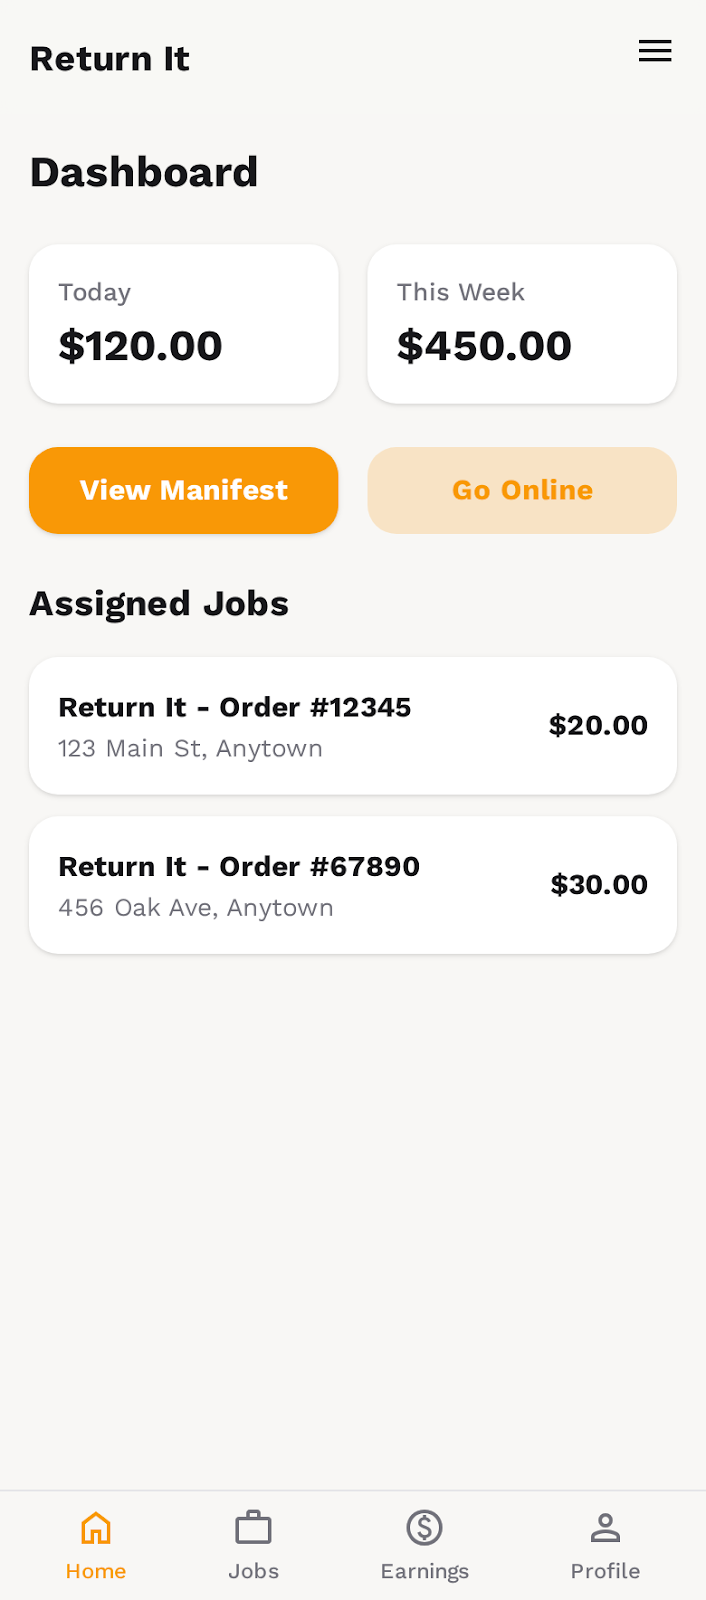 Return It
Dashboard
Today
$120.00
This Week
$450.00
View Manifest
Go Online
Assigned Jobs
Return It - Order #12345
123 Main St, Anytown
$20.00
Return It - Order #67890
456 Oak Ave, Anytown
$30.00
Home
Jobs
Earnings
Profile